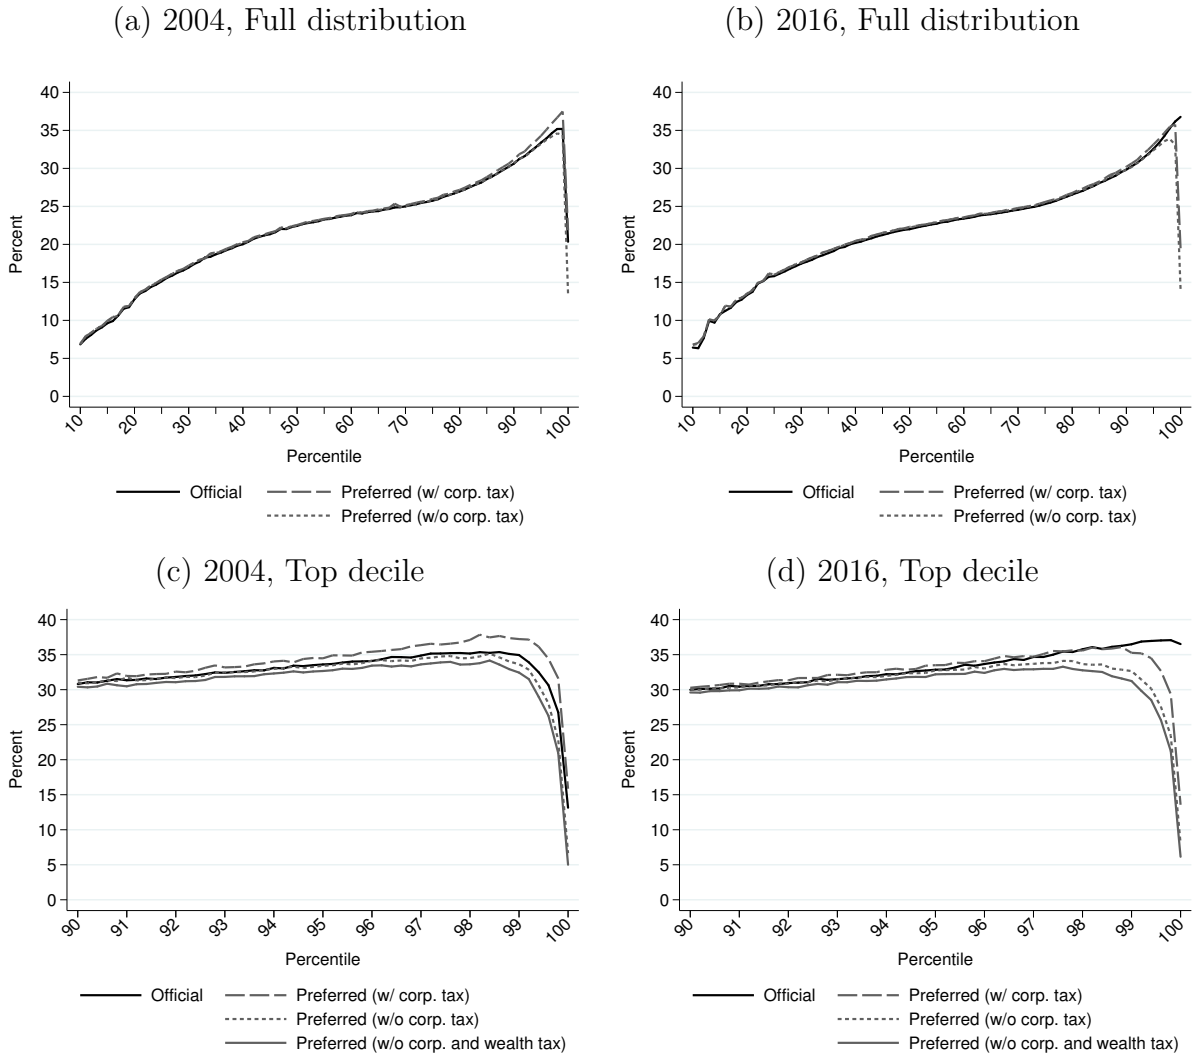 (a) 2004, Full distribution
40
35
30
25
20
15
10
5
0
Percent
10 20 30 40 50 60 70 80 90 100
Percentile
Official Preferred (w/ corp. tax)
Preferred (w/o corp. tax)
(b) 2016, Full distribution
40
35
30
25
20
15
10
5
0
Percent
10 20 30 40 50 60 70 80 90 100
Percentile
Official Preferred (w/ corp. tax)
Preferred (w/o corp. tax)
(c) 2004, Top decile
40
35
30
25
20
15
10
5
0
Percent
90 91 92 93 94 95 96 97 98 99 100
Percentile
Official Preferred (w/ corp. tax)
Preferred (w/o corp. tax)
Preferred (w/o corp. and wealth tax)
(d) 2016, Top decile
40
35
30
25
20
15
10
5
0
Percent
90 91 92 93 94 95 96 97 98 99 100
Percentile
Official Preferred (w/ corp. tax)
Preferred (w/o corp. tax)
Preferred (w/o corp. and wealth tax)